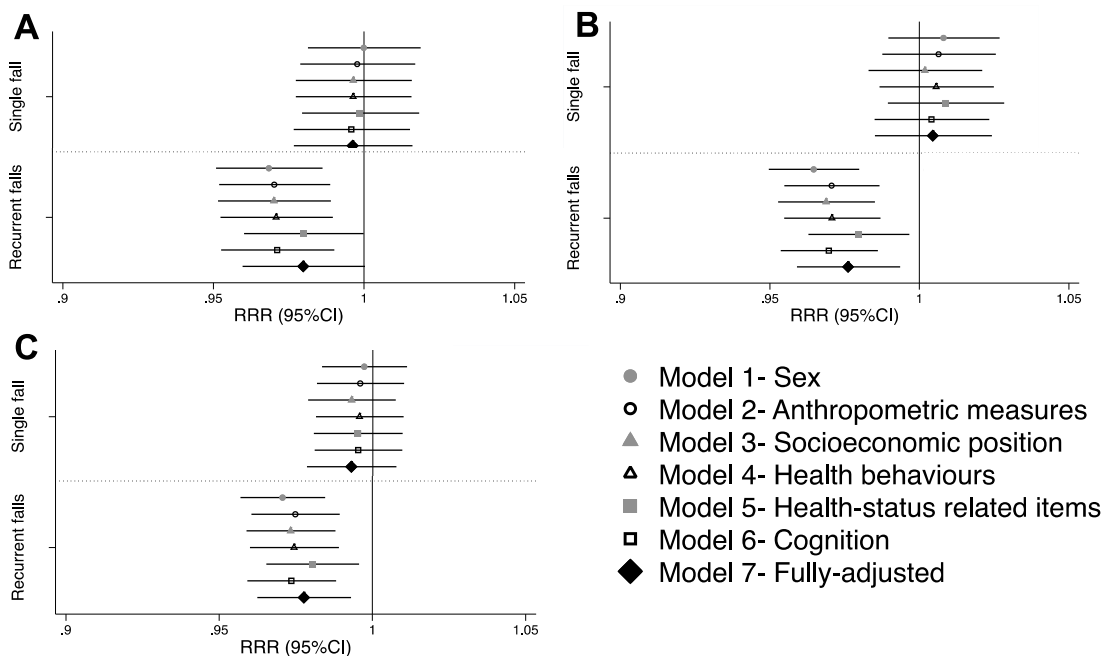 A
Single fall
Recurrent falls
.9
.95
1
1.05
RRR (95%CI)
B
Single fall
Recurrent falls
.9
.95
1
1.05
RRR (95%CI)
C
Single fall
Recurrent falls
.9
.95
1
1.05
RRR (95%CI)
Model 1- Sex
Model 2- Anthropometric measures
Model 3- Socioeconomic position
Model 4- Health behaviours
Model 5- Health-status related items
Model 6- Cognition
Model 7- Fully-adjusted